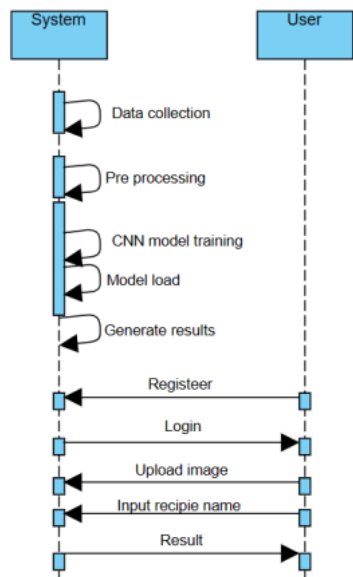 System
User
Data collection
Pre processing
CNN model training
Model load
Generate results
Registeer
Login
Upload image
Input recipie name
Result